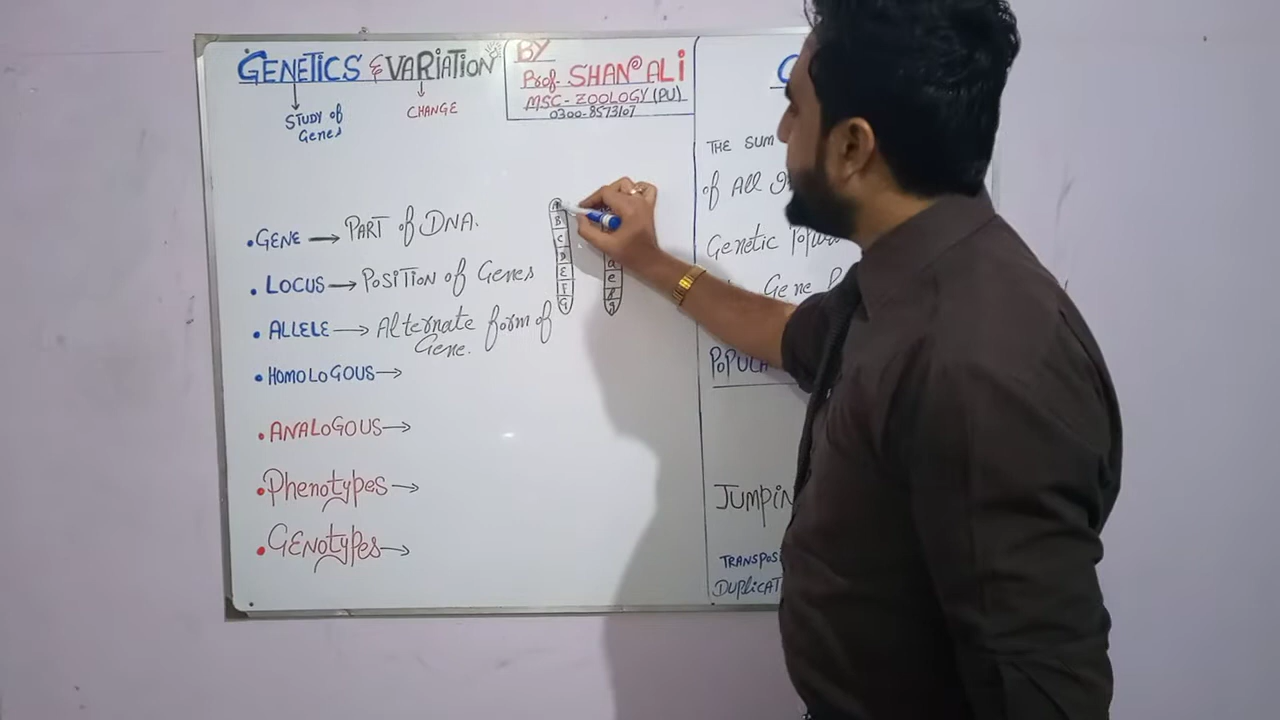 GENETICS & VARIATION
STUDY of Genes
CHANGE
BY
Prof. SHAN ALi
MSC-ZOOLOGY (PU)
0300-8573107
.GENE → PART of DNA.
. LOCUS → POSITION of Genes
. ALLELE → Alternate form of
Gene.
. HOMOLOGOUS →
. ANALOGOUS →
.Phenotypes →
.GENotypes →
A
B
C
D
E
F
G
a
e
g
THE SUM
of All
Genetic
Gene
POPULA
JUMPIN
TRANSPOS
DUPLICAT